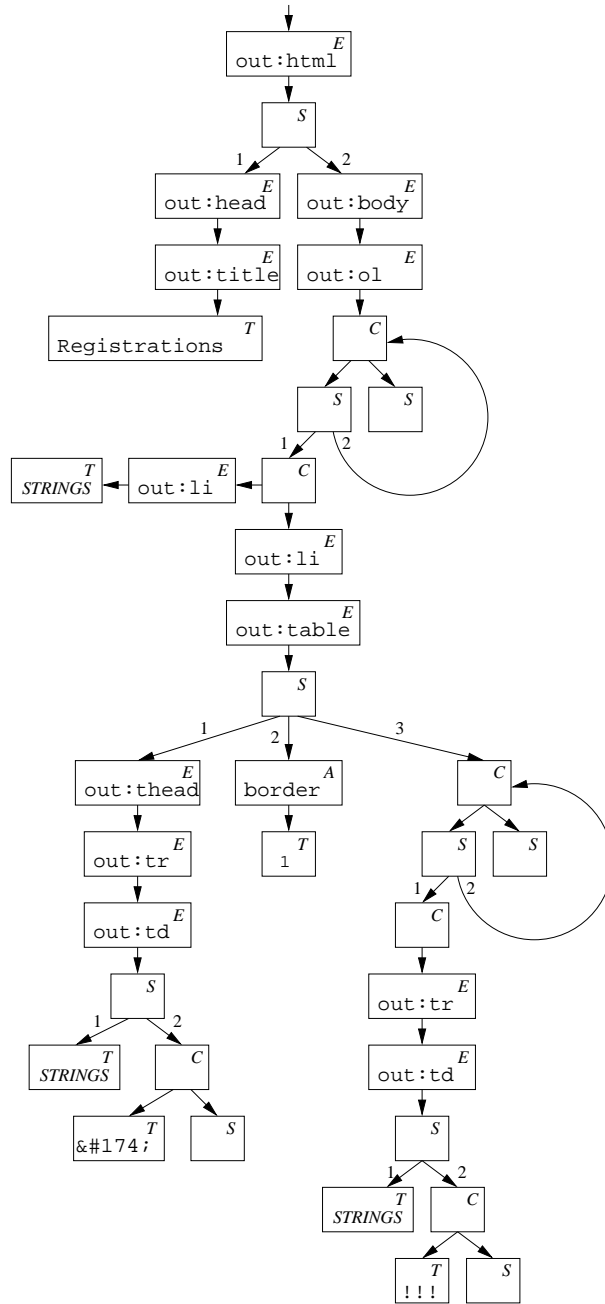 E
out:html
S
1 2
E E
out:head out:body
E E
out:title out:ol
T C
Registrations
S S
1 2
T E C
STRINGS out:li
E
out:li
E
out:table
S
1 2 3
E A C
out:thead border
E T S S
out:tr 1
1 2
E C
out:td
S E
out:tr
1 2
T C E
STRINGS out:td
T S S
&#174;
1 2
T C
STRINGS
T S
!!!